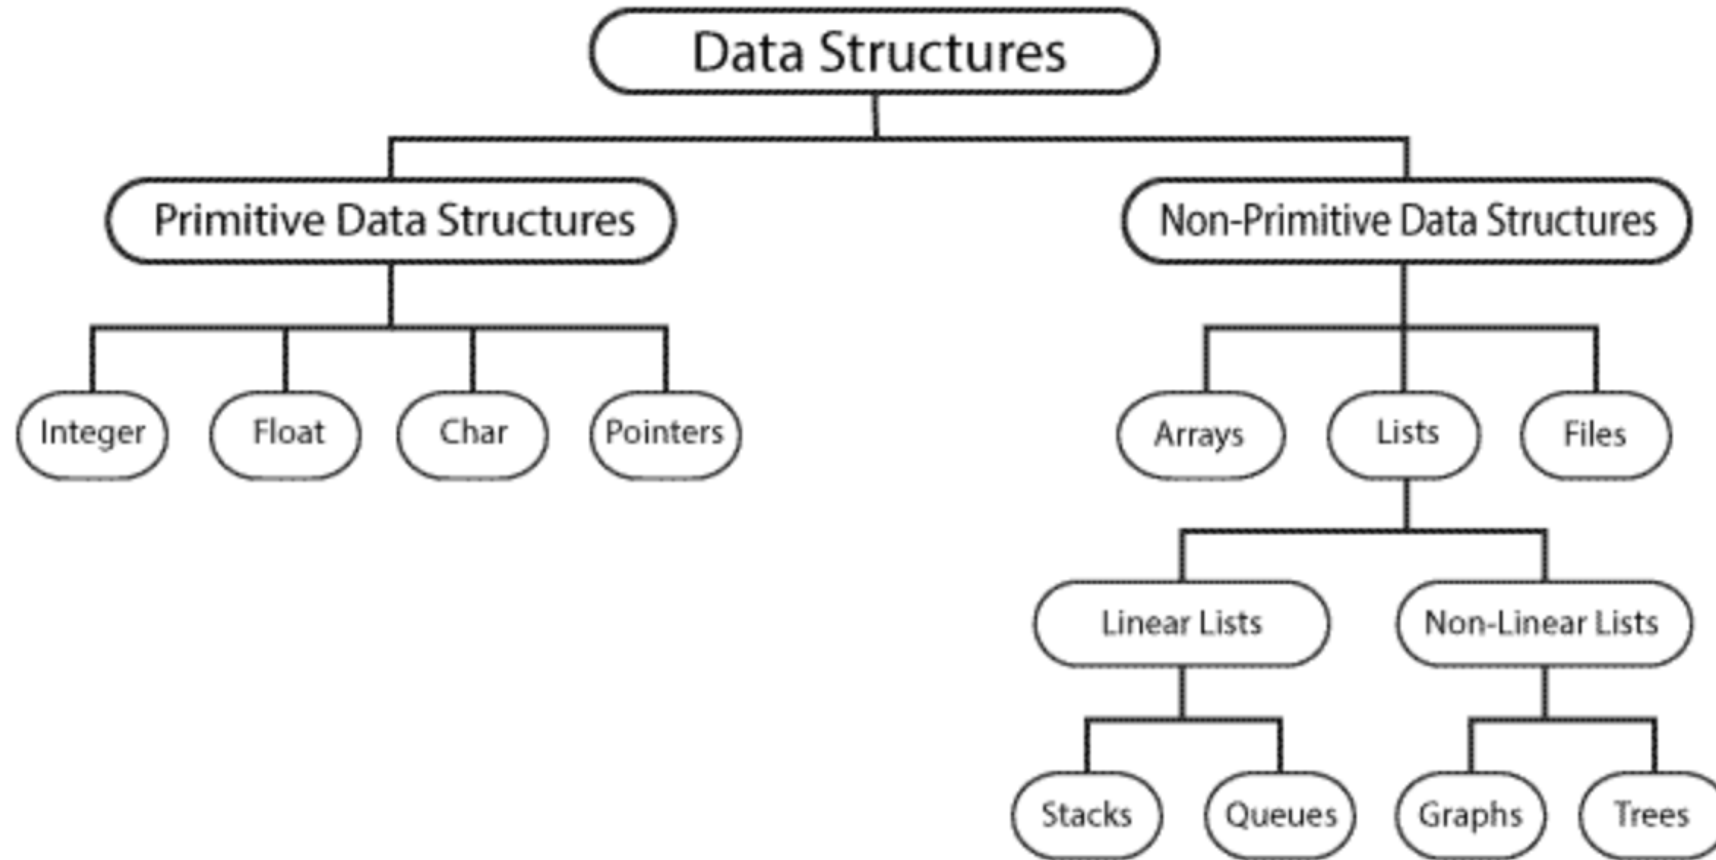 Data Structures
Primitive Data Structures
Non-Primitive Data Structures
Integer
Float
Char
Pointers
Arrays
Lists
Files
Linear Lists
Non-Linear Lists
Stacks
Queues
Graphs
Trees